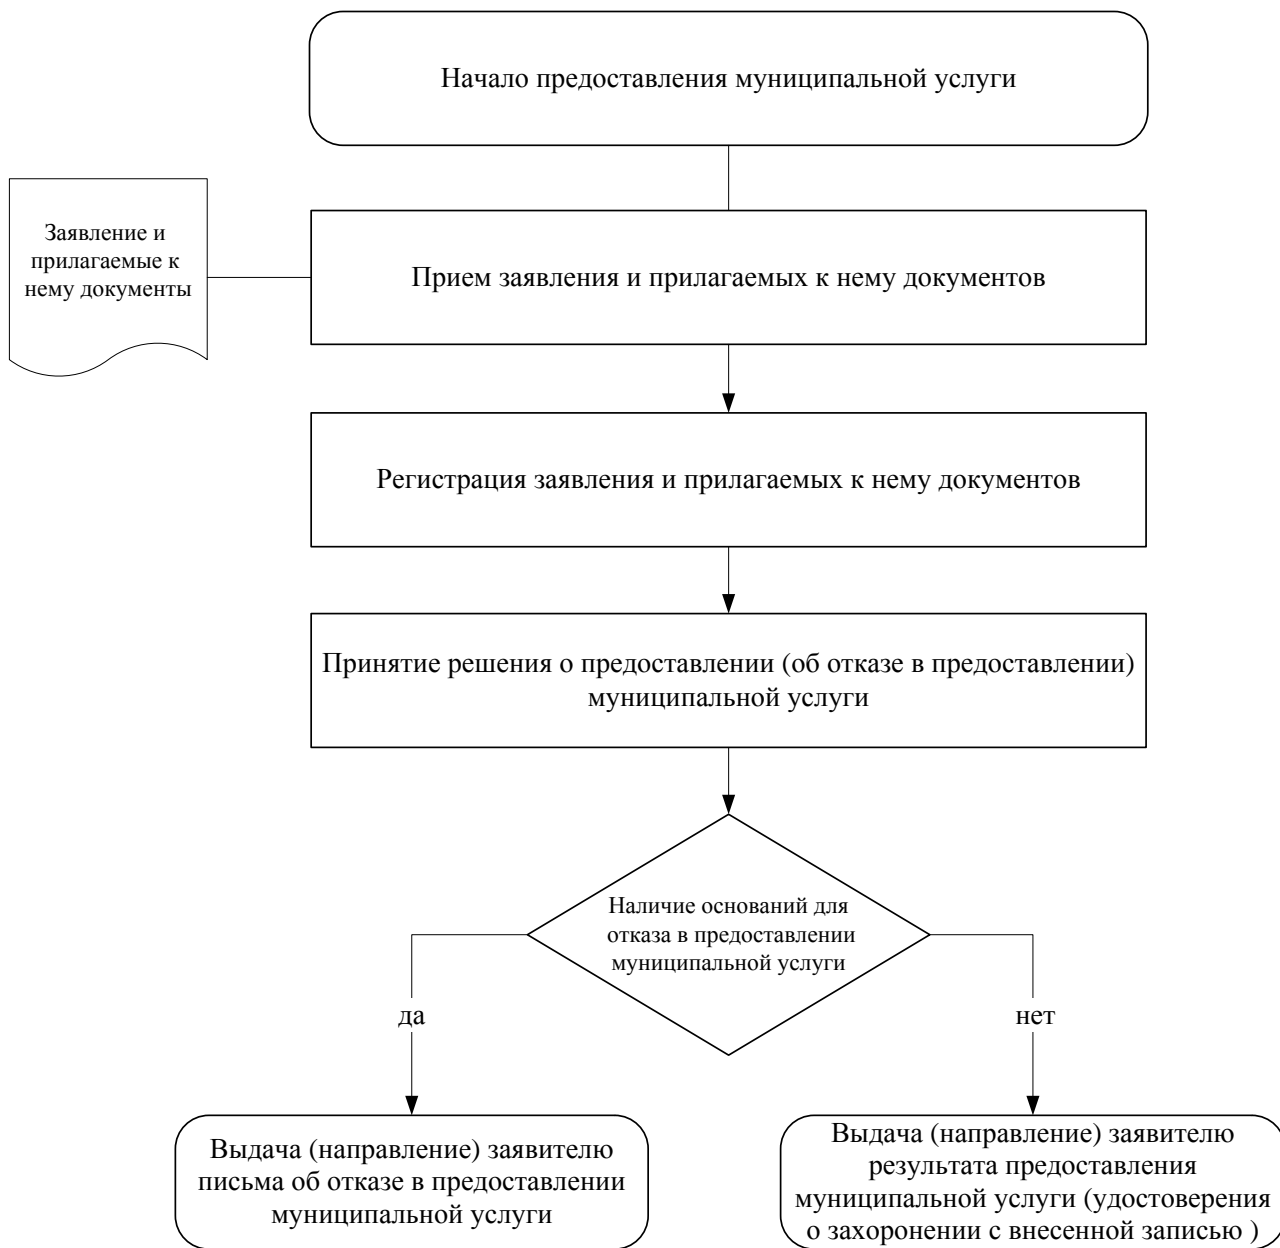 Начало предоставления муниципальной услуги
Заявление и
прилагаемые к
нему документы
Прием заявления и прилагаемых к нему документов
Регистрация заявления и прилагаемых к нему документов
Принятие решения о предоставлении (об отказе в предоставлении)
муниципальной услуги
Наличие оснований для
отказа в предоставлении
муниципальной услуги
да
нет
Выдача (направление) заявителю
письма об отказе в предоставлении
муниципальной услуги
Выдача (направление) заявителю
результата предоставления
муниципальной услуги (удостоверения
о захоронении с внесенной записью )